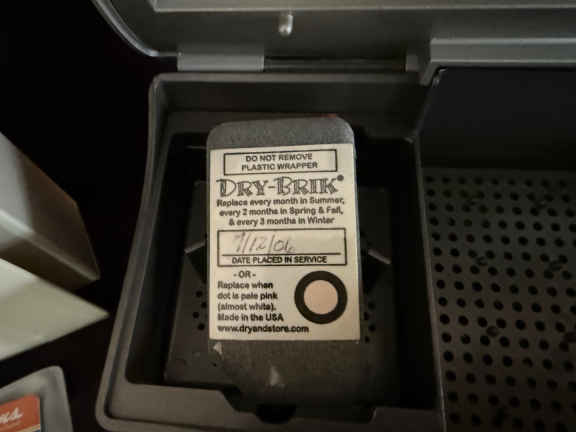 DO NOT REMOVE
PLASTIC WRAPPER
DRY-BRIK®
Replace every month in Summer,
every 2 months in Spring & Fall,
& every 3 months in Winter
9/12/06
DATE PLACED IN SERVICE
- OR -
Replace when
dot is pale pink
(almost white).
Made in the USA
www.dryandstore.com